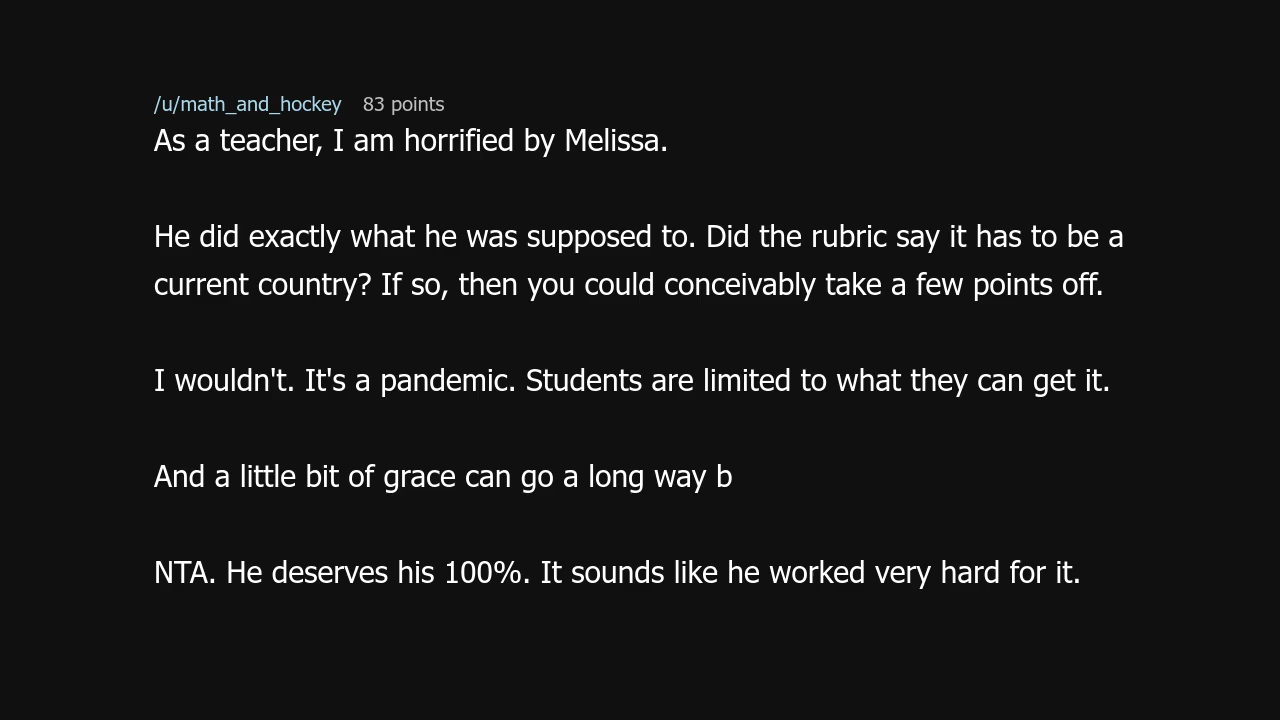 /u/math_and_hockey 83 points
As a teacher, I am horrified by Melissa.
He did exactly what he was supposed to. Did the rubric say it has to be a
current country? If so, then you could conceivably take a few points off.
I wouldn't. It's a pandemic. Students are limited to what they can get it.
And a little bit of grace can go a long way b
NTA. He deserves his 100%. It sounds like he worked very hard for it.